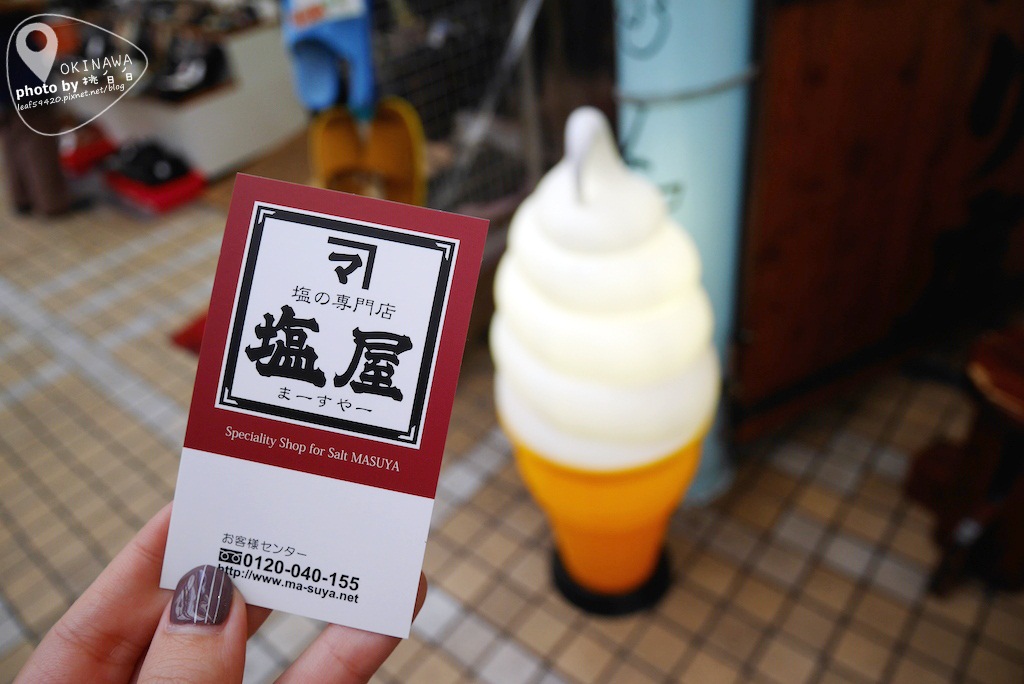 OKINAWA
photo by 挑ノ日日
leaf59420.pixnet.net/blog
マ
塩の専門店
塩屋
まーすやー
Speciality Shop for Salt MASUYA
お客様センター
0120-040-155
http://www.ma-suya.net